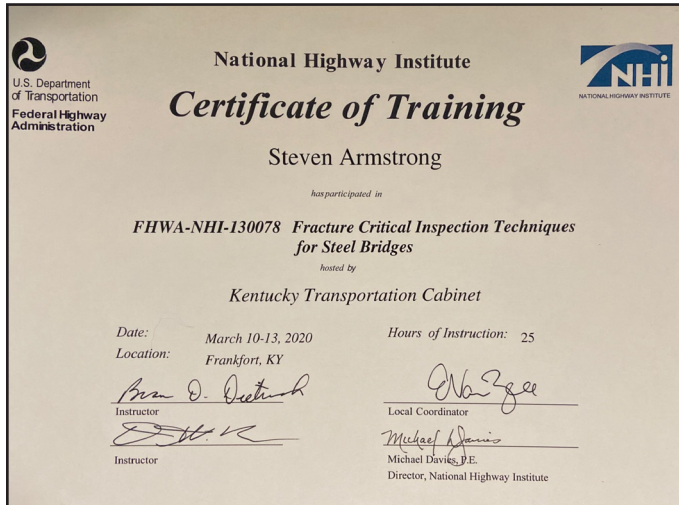 U.S. Department
of Transportation
Federal Highway
Administration
National Highway Institute
NHI
NATIONAL HIGHWAY INSTITUTE
Certificate of Training
Steven Armstrong
has participated in
FHWA-NHI-130078 Fracture Critical Inspection Techniques
for Steel Bridges
hosted by
Kentucky Transportation Cabinet
Date: March 10-13, 2020
Location: Frankfort, KY
Hours of Instruction: 25
Instructor
Local Coordinator
Instructor
Michael Davies
Michael Davies, P.E.
Director, National Highway Institute